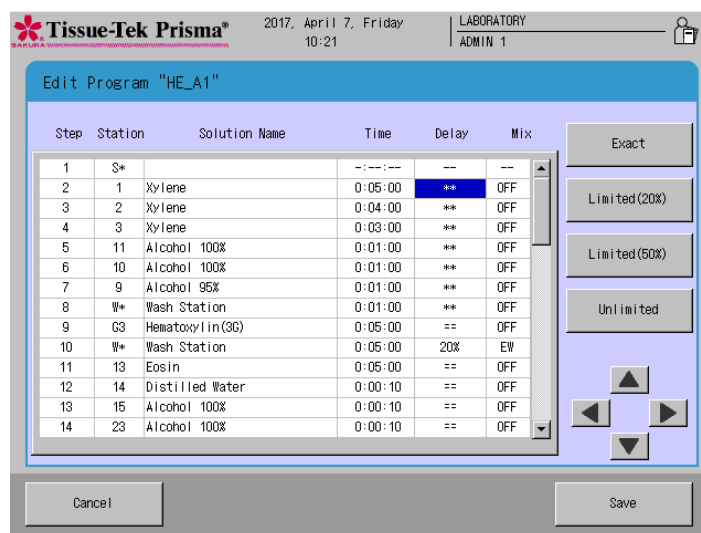 Tissue-Tek Prisma® 2017, April 7, Friday LABORATORY
SAKURA 10:21 ADMIN 1
Edit Program "HE_A1"
Step Station Solution Name Time Delay Mix
1 S* -:--:-- -- --
2 1 Xylene 0:05:00 ** OFF
3 2 Xylene 0:04:00 ** OFF
4 3 Xylene 0:03:00 ** OFF
5 11 Alcohol 100% 0:01:00 ** OFF
6 10 Alcohol 100% 0:01:00 ** OFF
7 9 Alcohol 95% 0:01:00 ** OFF
8 W* Wash Station 0:01:00 ** OFF
9 G3 Hematoxylin(3G) 0:05:00 == OFF
10 W* Wash Station 0:05:00 20% EW
11 13 Eosin 0:05:00 == OFF
12 14 Distilled Water 0:00:10 == OFF
13 15 Alcohol 100% 0:00:10 == OFF
14 23 Alcohol 100% 0:00:10 == OFF
Exact
Limited(20%)
Limited(50%)
Unlimited
Cancel Save